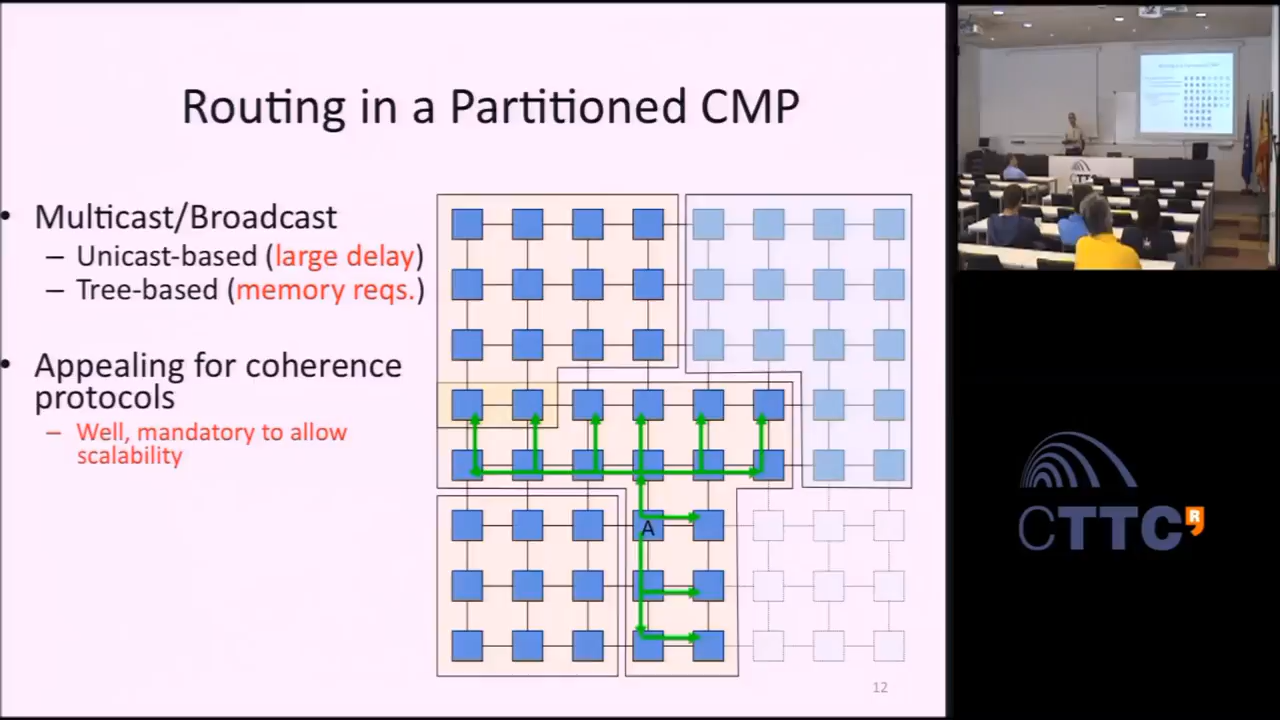 Routing in a Partitioned CMP
• Multicast/Broadcast
– Unicast-based (large delay)
– Tree-based (memory reqs.)
• Appealing for coherence
protocols
– Well, mandatory to allow
scalability
A
12
CTTC R